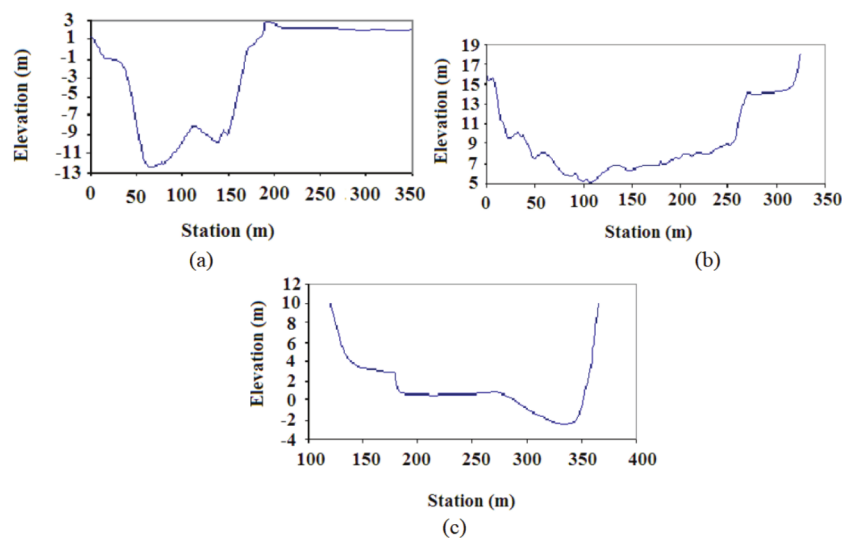 3
1
-1
-3
-5
-7
-9
-11
-13
Elevation (m)
0 50 100 150 200 250 300 350
Station (m)
(a)
19
17
15
13
11
9
7
5
Elevation (m)
0 50 100 150 200 250 300 350
Station (m)
(b)
12
10
8
6
4
2
0
-2
-4
Elevation (m)
100 150 200 250 300 350 400
Station (m)
(c)